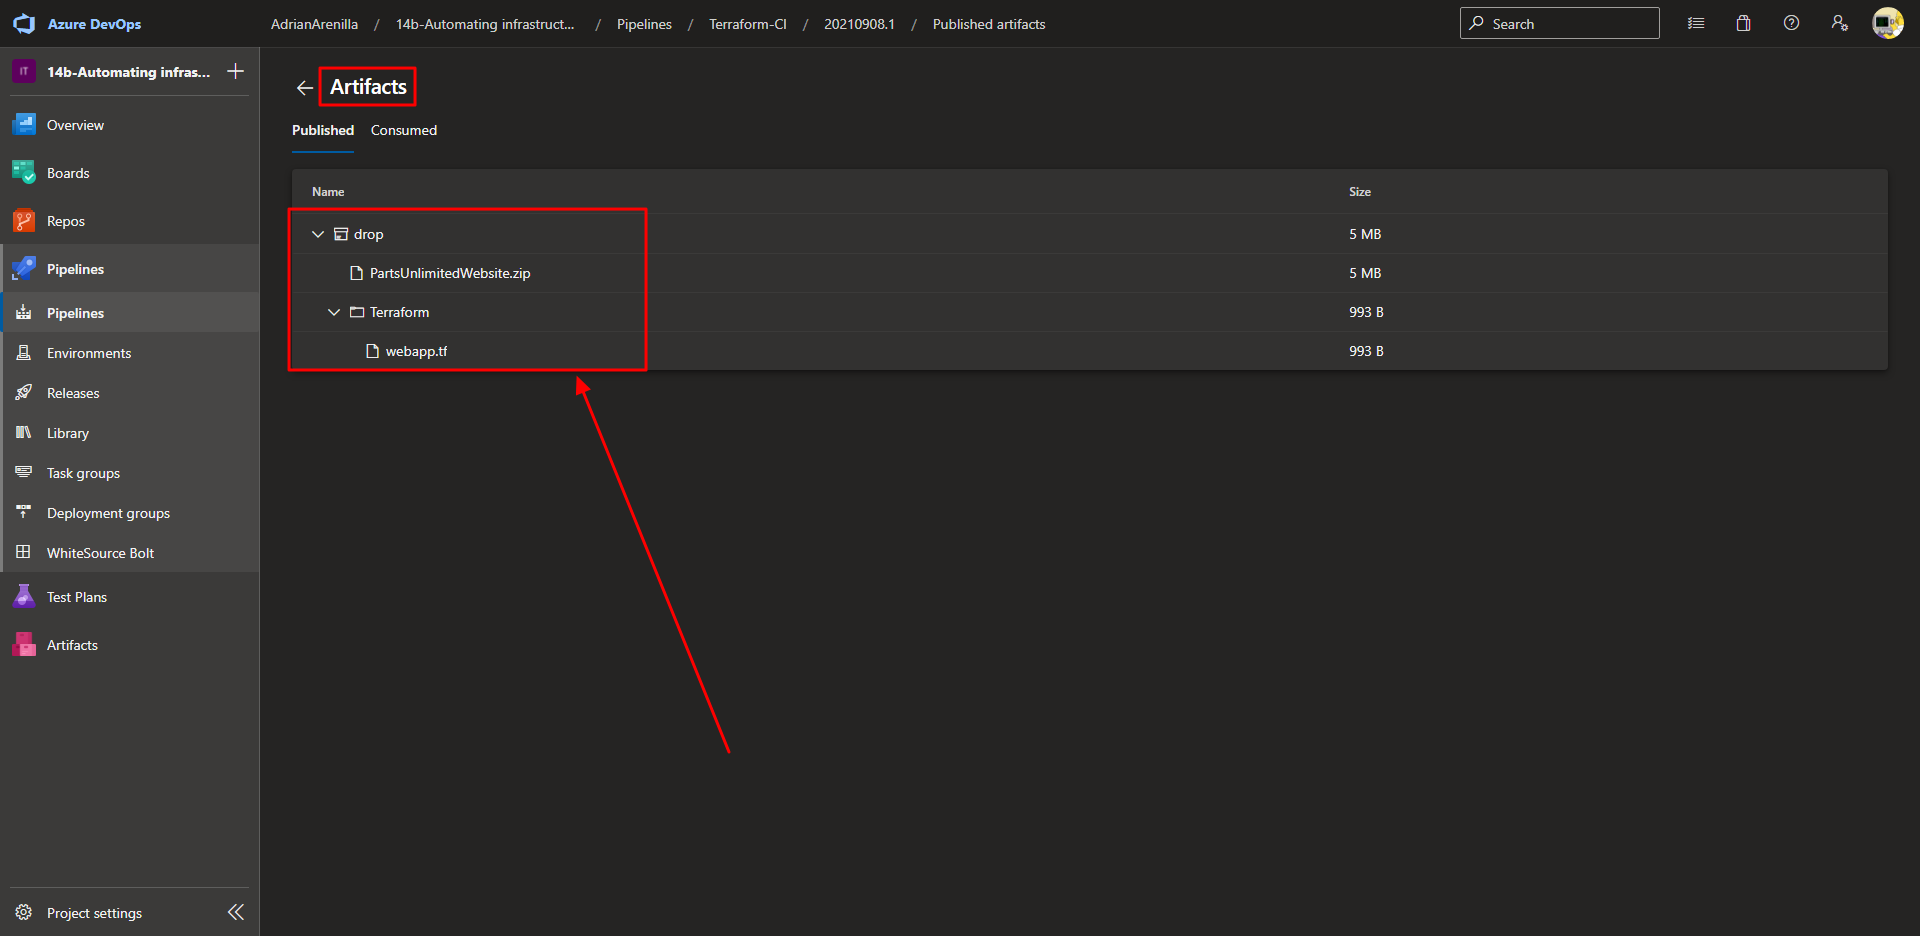 Azure DevOps
AdrianArenilla / 14b-Automating infrastruct... / Pipelines / Terraform-CI / 20210908.1 / Published artifacts
Search
IT
14b-Automating infras...
Overview
Boards
Repos
Pipelines
Pipelines
Environments
Releases
Library
Task groups
Deployment groups
WhiteSource Bolt
Test Plans
Artifacts
Project settings
Artifacts
Published Consumed
Name Size
drop 5 MB
PartsUnlimitedWebsite.zip 5 MB
Terraform 993 B
webapp.tf 993 B